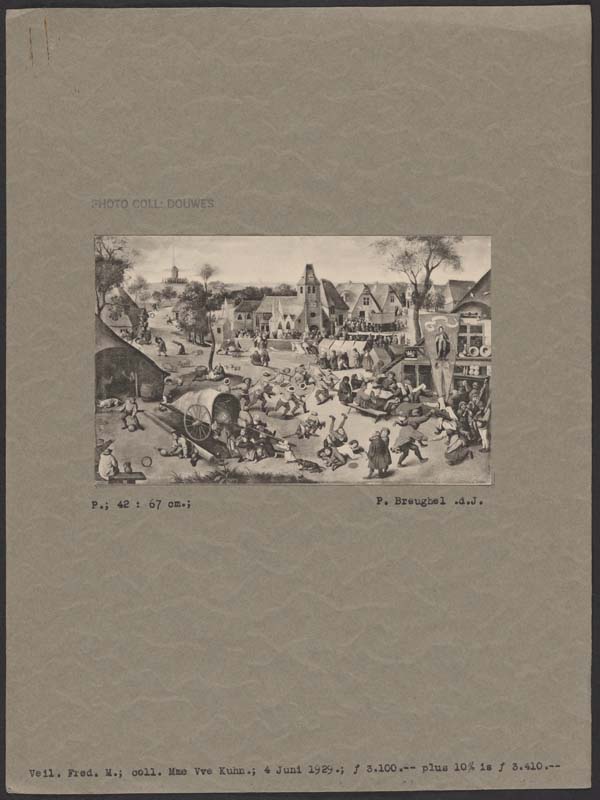 PHOTO COLL: DOUWES
P.; 42 : 67 cm.; P. Breughel .d.J.
Veil. Fred. M.; coll. Mme Vve Kuhn.; 4 Juni 1929.; ƒ 3.100.-- plus 10% is ƒ 3.410.--